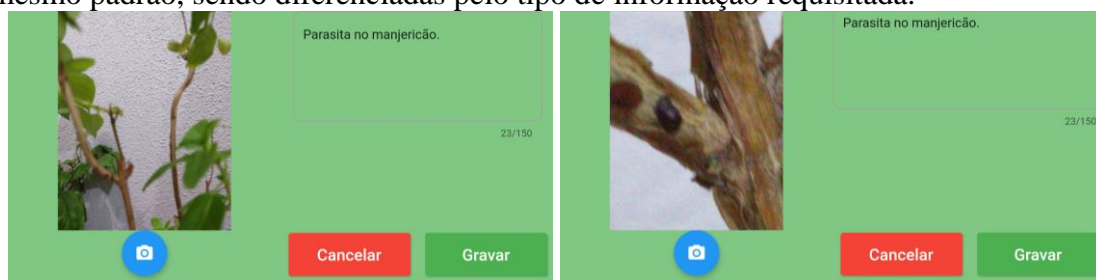 mesmo padrão, sendo diferenciadas pelo tipo de informação requisitada.
Parasita no manjericão.
23/150
Cancelar
Gravar
Parasita no manjericão.
23/150
Cancelar
Gravar